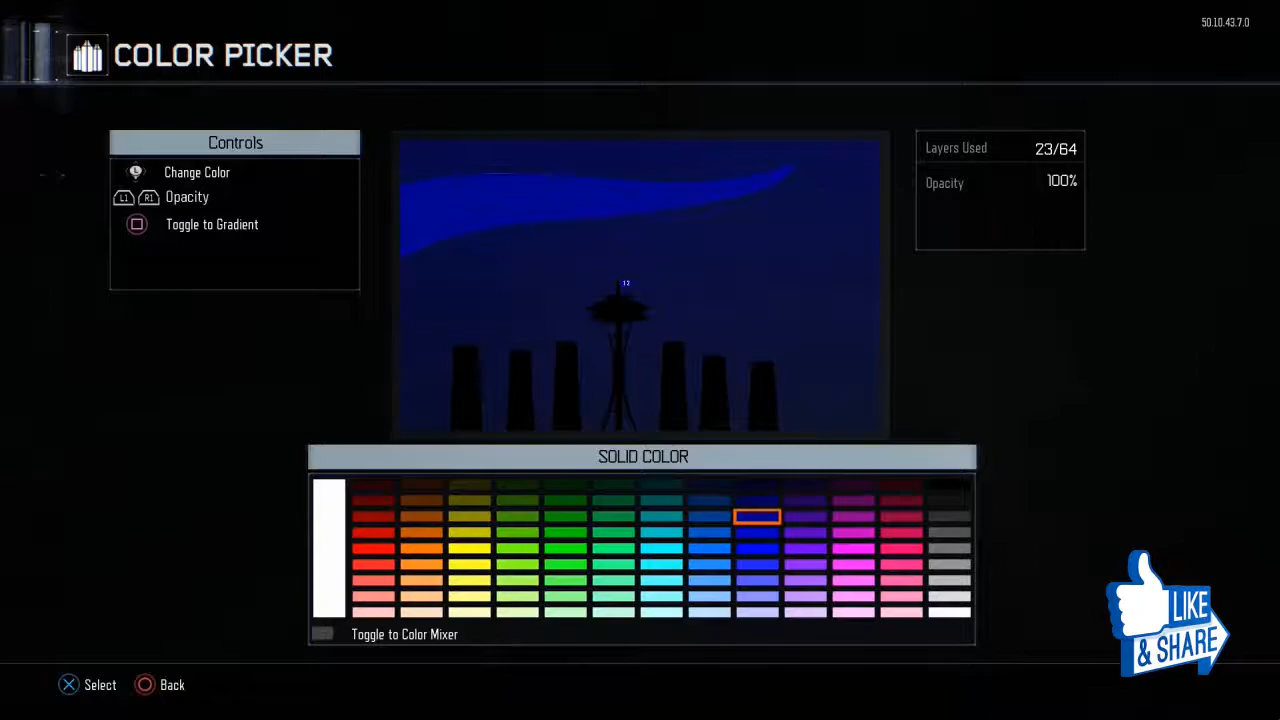 50.10.43.7.0
COLOR PICKER
Controls
L Change Color
L1 R1 Opacity
Toggle to Gradient
Layers Used 23/64
Opacity 100%
12
SOLID COLOR
Toggle to Color Mixer
LIKE
& SHARE
Select Back